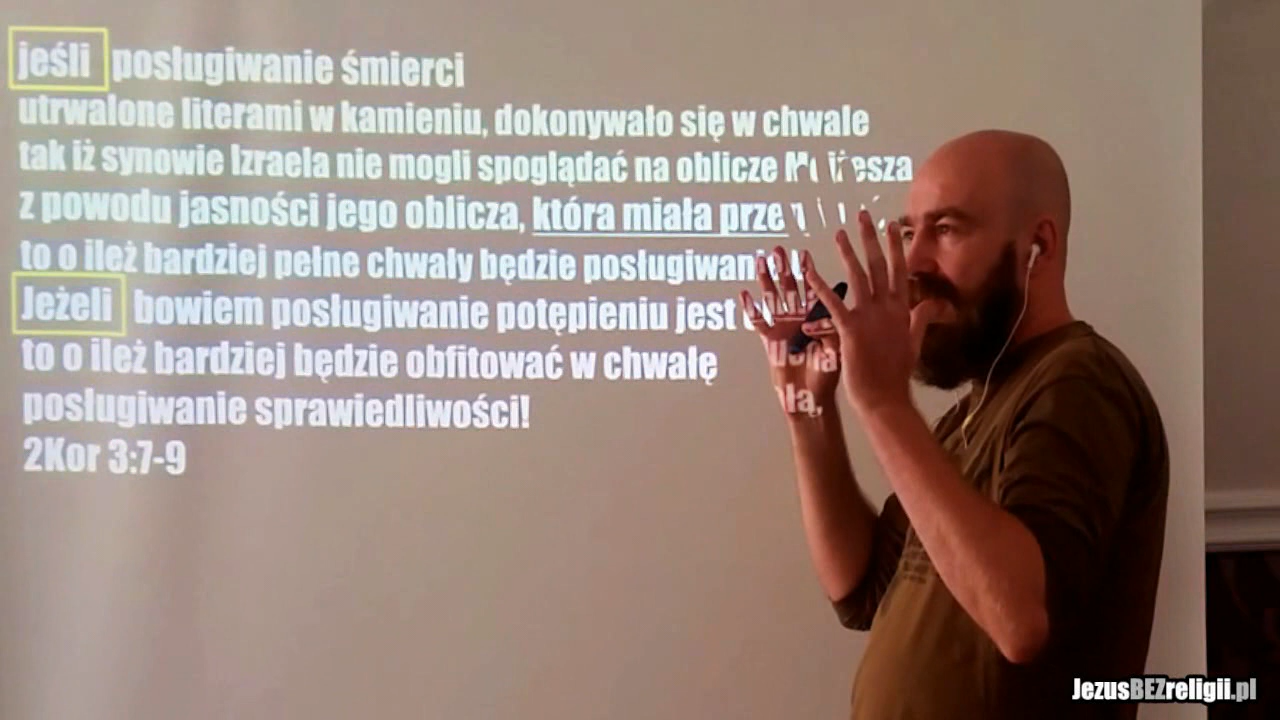 jeśli posługiwanie śmierci
utrwalone literami w kamieniu, dokonywało się w chwale
tak iż synowie Izraela nie mogli spoglądać na oblicze
z powodu jasności jego oblicza, która miała
to o ileż bardziej pełne chwały będzie posługiwanie
Jeżeli bowiem posługiwanie potępieniu jest
to o ileż bardziej będzie obfitować w chwałę
posługiwanie sprawiedliwości!
2Kor 3:7-9
JezusBEZreligii.pl